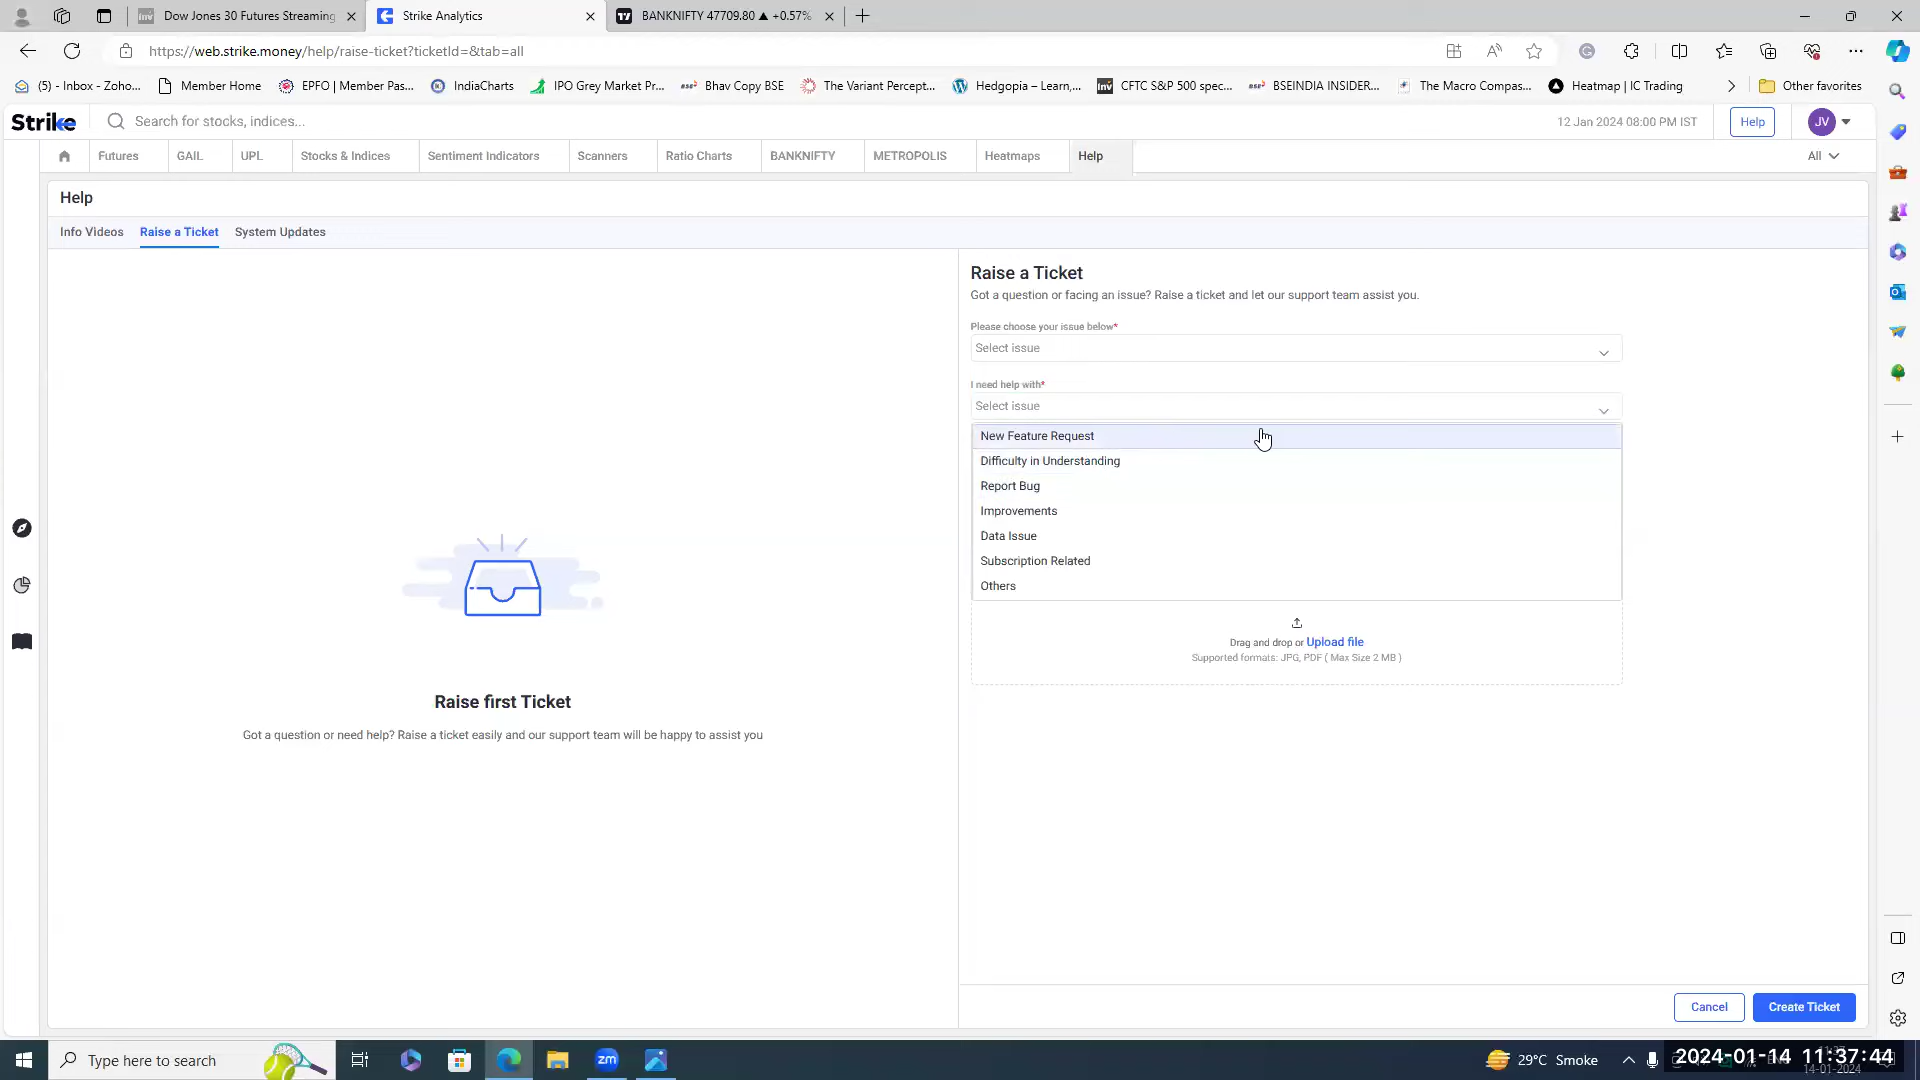 Dow Jones 30 Futures Streaming
Strike Analytics
BANKNIFTY 47709.80 ▲ +0.57%
https://web.strike.money/help/raise-ticket?ticketId=&tab=all
(5) - Inbox - Zoho...
Member Home
EPFO | Member Pas...
IndiaCharts
IPO Grey Market Pr...
Bhav Copy BSE
The Variant Percept...
Hedgopia – Learn,...
CFTC S&P 500 spec...
BSEINDIA INSIDER...
The Macro Compas...
Heatmap | IC Trading
Other favorites
Strike
Search for stocks, indices...
12 Jan 2024 08:00 PM IST
Help
JV
Futures
GAIL
UPL
Stocks & Indices
Sentiment Indicators
Scanners
Ratio Charts
BANKNIFTY
METROPOLIS
Heatmaps
Help
All
Help
Info Videos
Raise a Ticket
System Updates
Raise first Ticket
Got a question or need help? Raise a ticket easily and our support team will be happy to assist you
Raise a Ticket
Got a question or facing an issue? Raise a ticket and let our support team assist you.
Please choose your issue below*
Select issue
I need help with*
Select issue
New Feature Request
Difficulty in Understanding
Report Bug
Improvements
Data Issue
Subscription Related
Others
Drag and drop or Upload file
Supported formats: JPG, PDF ( Max Size 2 MB )
Cancel
Create Ticket
Type here to search
zm
29°C Smoke
2024-01-14 11:37:44
14-01-2024